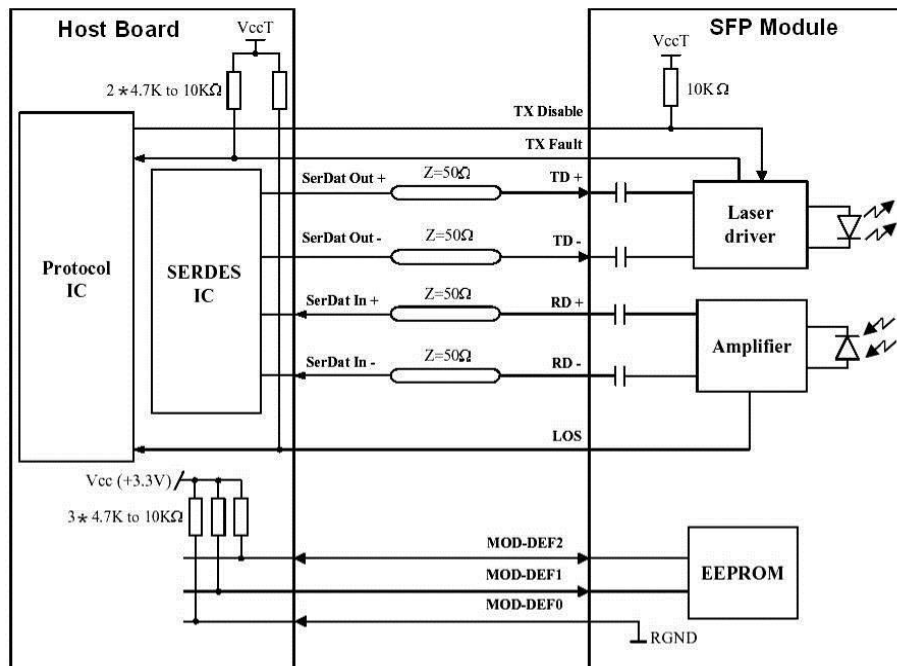 Host Board
SFP Module
VccT
VccT
2*4.7K to 10KΩ
10KΩ
TX Disable
TX Fault
SerDat Out +
Z=50Ω
TD +
SerDat Out -
Z=50Ω
TD -
Laser
driver
Protocol
IC
SERDES
IC
SerDat In +
Z=50Ω
RD +
SerDat In -
Z=50Ω
RD -
Amplifier
LOS
Vcc (+3.3V)
3*4.7K to 10KΩ
MOD-DEF2
MOD-DEF1
MOD-DEF0
EEPROM
RGND